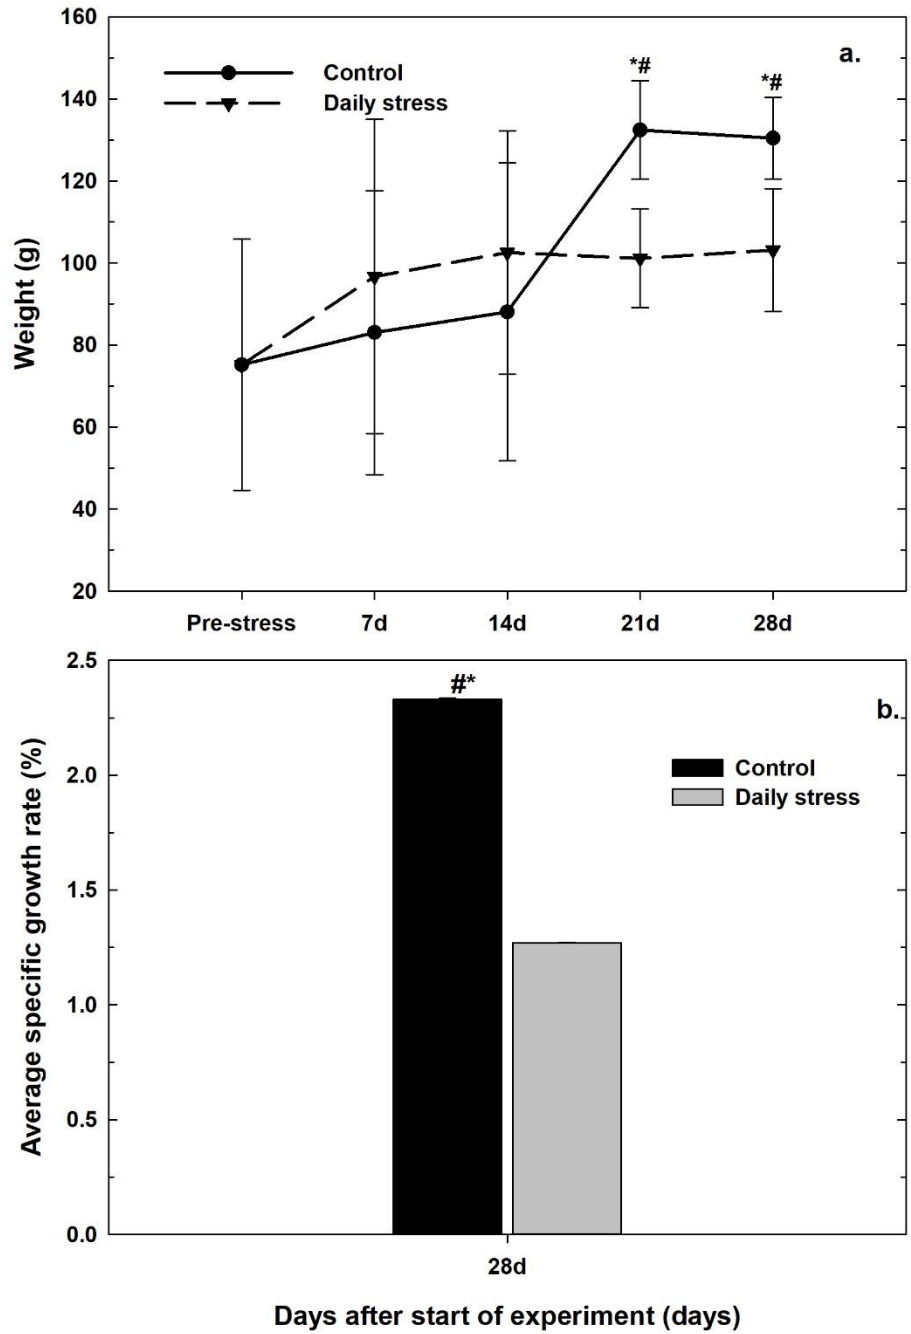 160
140
120
100
80
60
40
20
Weight (g)
a.
Control
Daily stress
*#
*#
Pre-stress 7d 14d 21d 28d
2.5
2.0
1.5
1.0
0.5
0.0
Average specific growth rate (%)
b.
#*
Control
Daily stress
28d
Days after start of experiment (days)